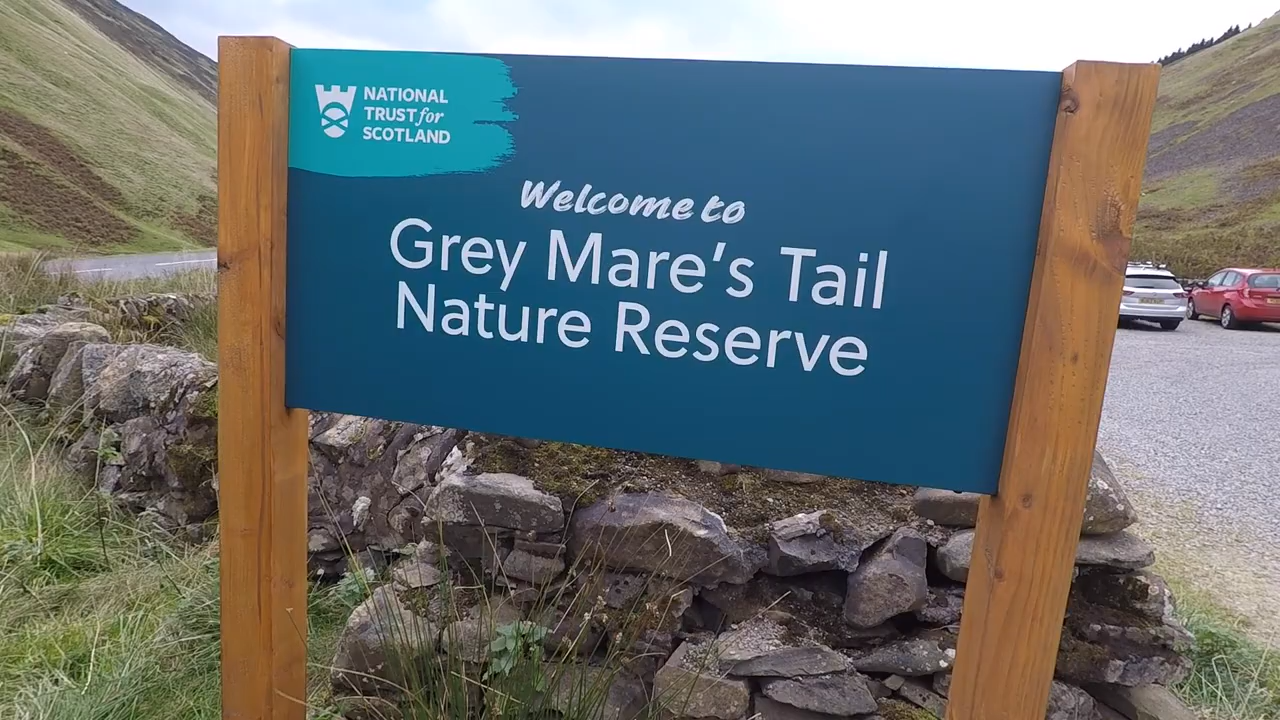 NATIONAL
TRUST for
SCOTLAND
Welcome to
Grey Mare's Tail
Nature Reserve